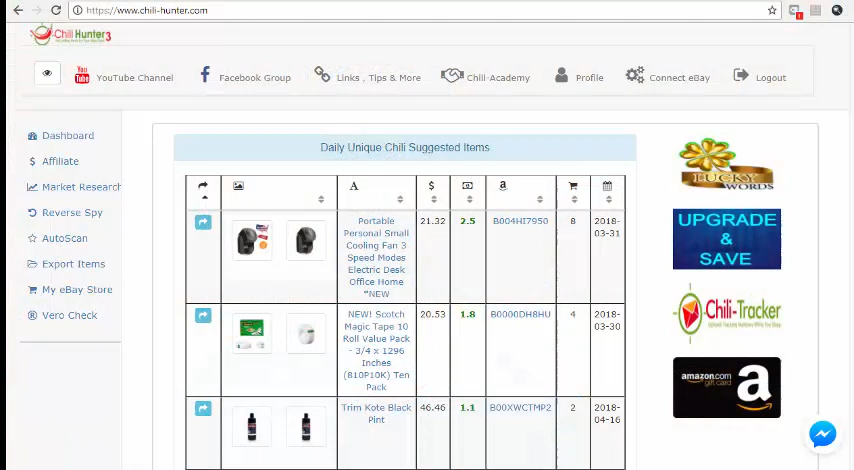 https://www.chili-hunter.com
Chili Hunter 3
YouTube Channel
Facebook Group
Links , Tips & More
Chili-Academy
Profile
Connect eBay
Logout
Dashboard
Affiliate
Market Research
Reverse Spy
AutoScan
Export Items
My eBay Store
Vero Check
Daily Unique Chili Suggested Items
A
$
a
Portable
Personal Small
Cooling Fan 3
Speed Modes
Electric Desk
Office Home
*NEW
21.32
2.5
B004HI7950
8
2018-
03-31
NEW! Scotch
Magic Tape 10
Roll Value Pack
- 3/4 x 1296
Inches
(810P10K) Ten
Pack
20.53
1.8
B0000DH8HU
4
2018-
03-30
Trim Kote Black
Pint
46.46
1.1
B00XWCTMP2
2
2018-
04-16
LUCKY
WORDS
UPGRADE
&
SAVE
Chili-Tracker
amazon.com
gift card
a